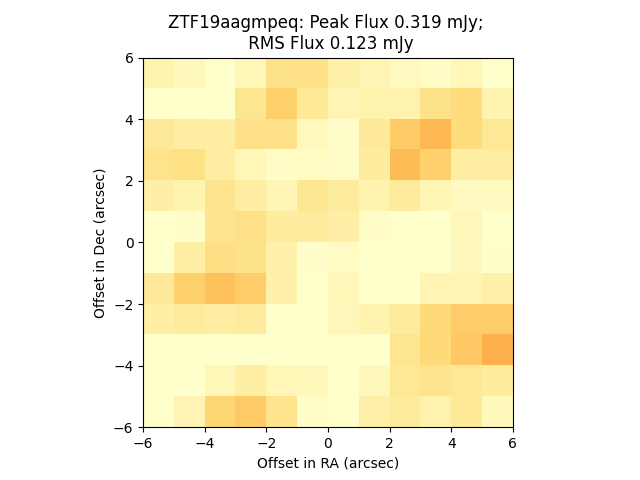 ZTF19aagmpeq: Peak Flux 0.319 mJy;
RMS Flux 0.123 mJy
6
4
2
0
−2
−4
−6
Offset in Dec (arcsec)
−6 −4 −2 0 2 4 6
Offset in RA (arcsec)